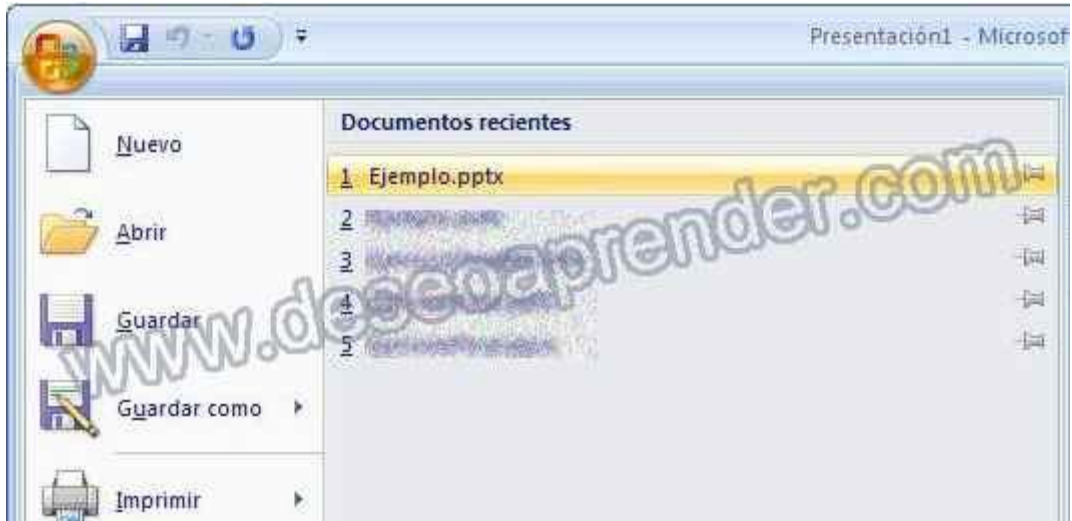 Presentación1 - Microsof
Nuevo
Abrir
Guardar
Guardar como
Imprimir
Documentos recientes
1 Ejemplo.pptx
2
3
4
5
www.deseoaprender.com